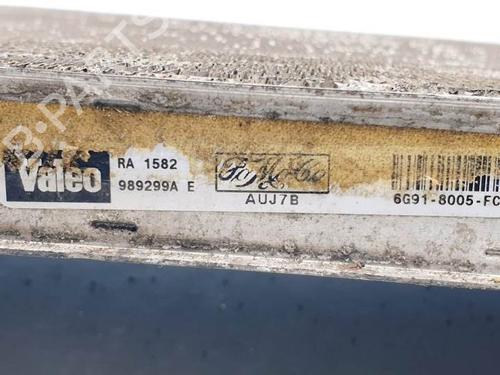 Valeo
RA 1582
989299A E
FoMoCo
AUJ7B
6G91-8005-FC
B-PARTS